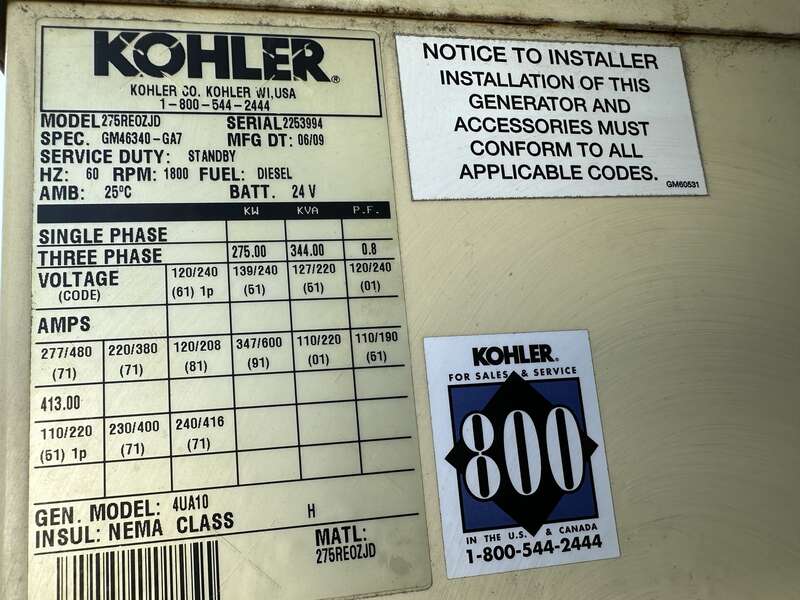 KOHLER®
KOHLER CO. KOHLER WI,USA
1-800-544-2444
MODEL 275REOZJD SERIAL 2253994
SPEC. GM46340-GA7 MFG DT: 06/09
SERVICE DUTY: STANDBY
HZ: 60 RPM: 1800 FUEL: DIESEL
AMB: 25ºC BATT. 24 V
KW KVA P.F.
SINGLE PHASE
THREE PHASE 275.00 344.00 0.8
VOLTAGE 120/240 139/240 127/220 120/240
(CODE) (61) 1p (51) (51) (01)
AMPS
277/480 220/380 120/208 347/600 110/220 110/190
(71) (71) (81) (91) (01) (51)
413.00
110/220 230/400 240/416
(51) 1p (71) (71)
GEN. MODEL: 4UA10 H
INSUL: NEMA CLASS
MATL:
275REOZJD
NOTICE TO INSTALLER
INSTALLATION OF THIS
GENERATOR AND
ACCESSORIES MUST
CONFORM TO ALL
APPLICABLE CODES.
GM60531
KOHLER®
FOR SALES & SERVICE
800
IN THE U.S. & CANADA
1-800-544-2444